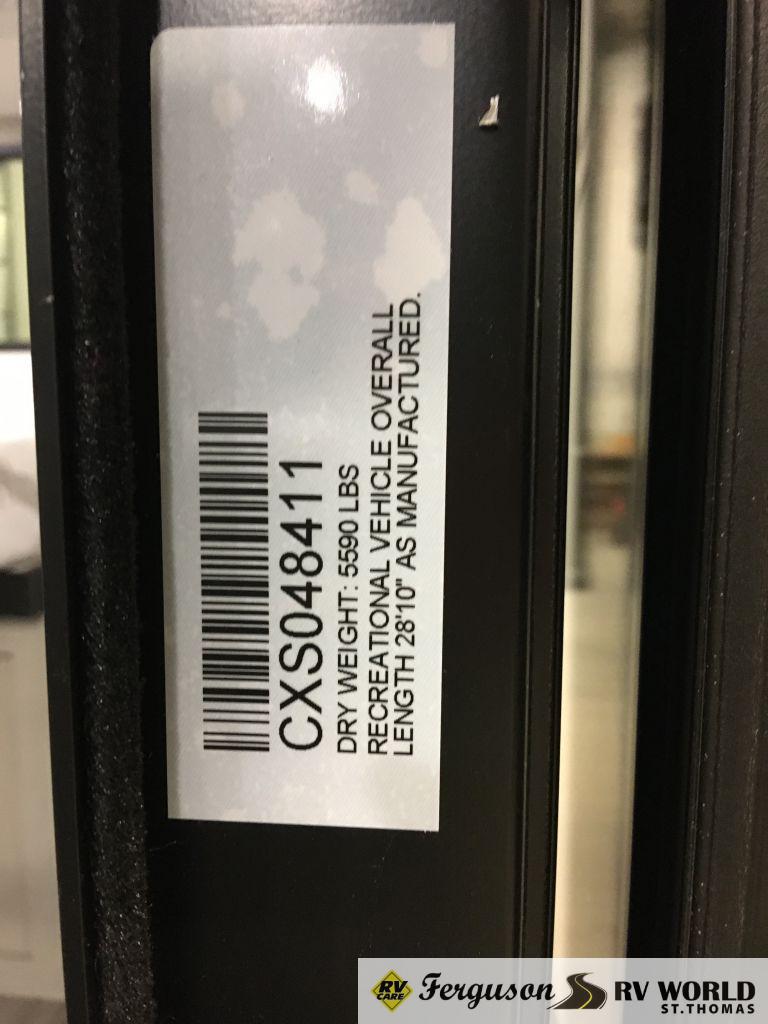 CXS048411
DRY WEIGHT: 5590 LBS
RECREATIONAL VEHICLE OVERALL
LENGTH 28'10" AS MANUFACTURED.
RV CARE
Ferguson RV WORLD
ST.THOMAS